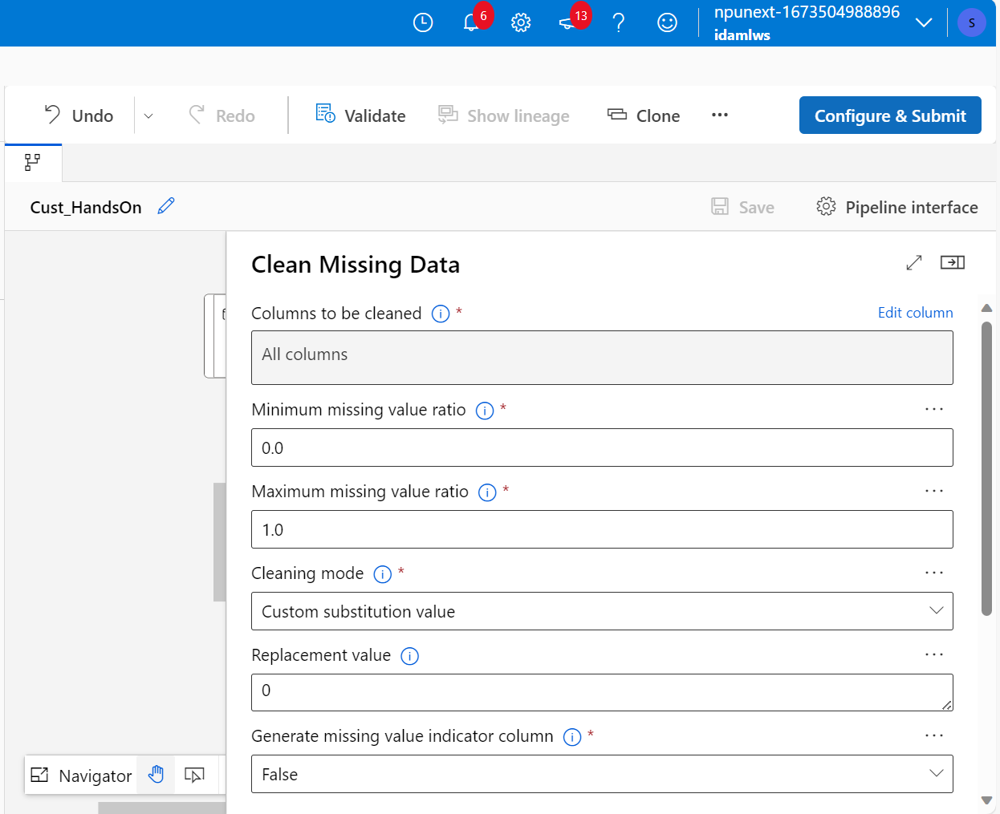 6
13
npunext-1673504988896
idamlws
S
Undo
Redo
Validate
Show lineage
Clone
Configure & Submit
Cust_HandsOn
Save
Pipeline interface
Clean Missing Data
Columns to be cleaned *
Edit column
All columns
Minimum missing value ratio *
0.0
Maximum missing value ratio *
1.0
Cleaning mode *
Custom substitution value
Replacement value
0
Generate missing value indicator column *
False
Navigator